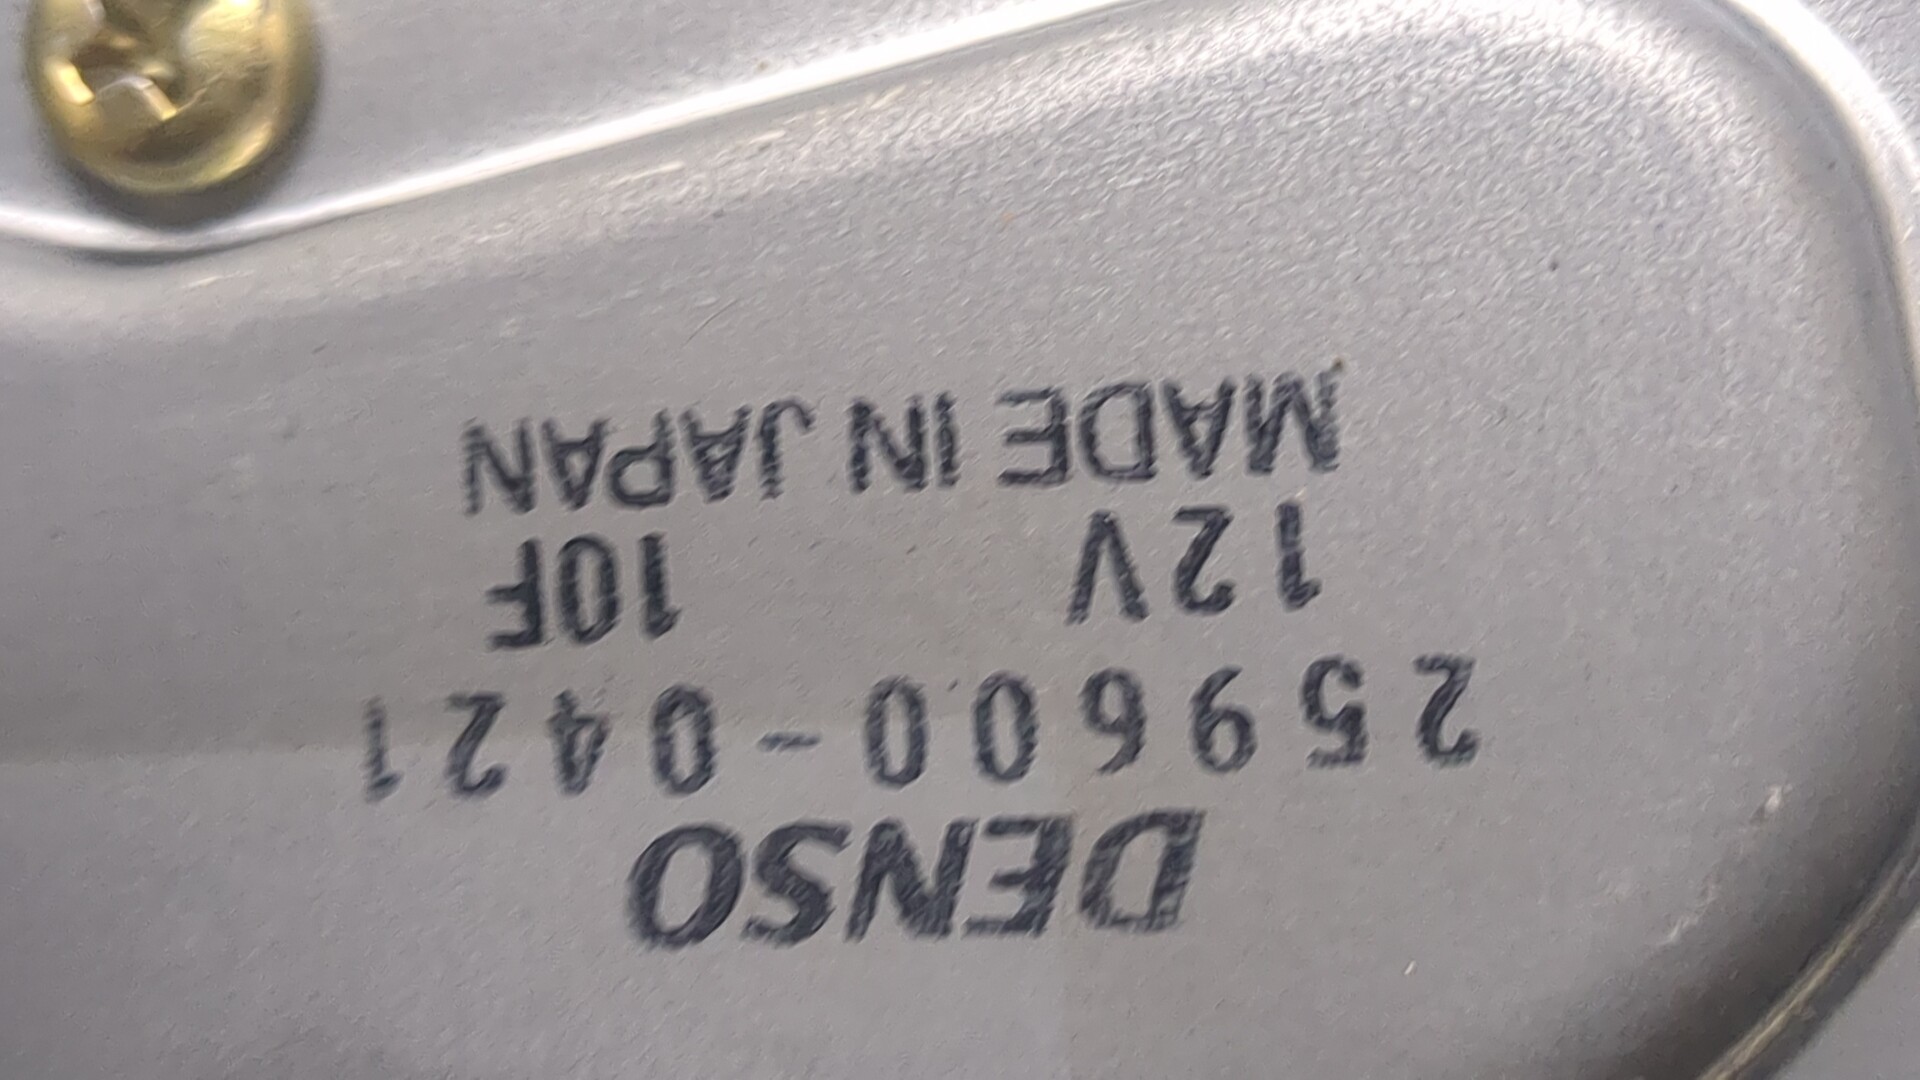 DENSO
259600-0421
12V 10F
MADE IN JAPAN